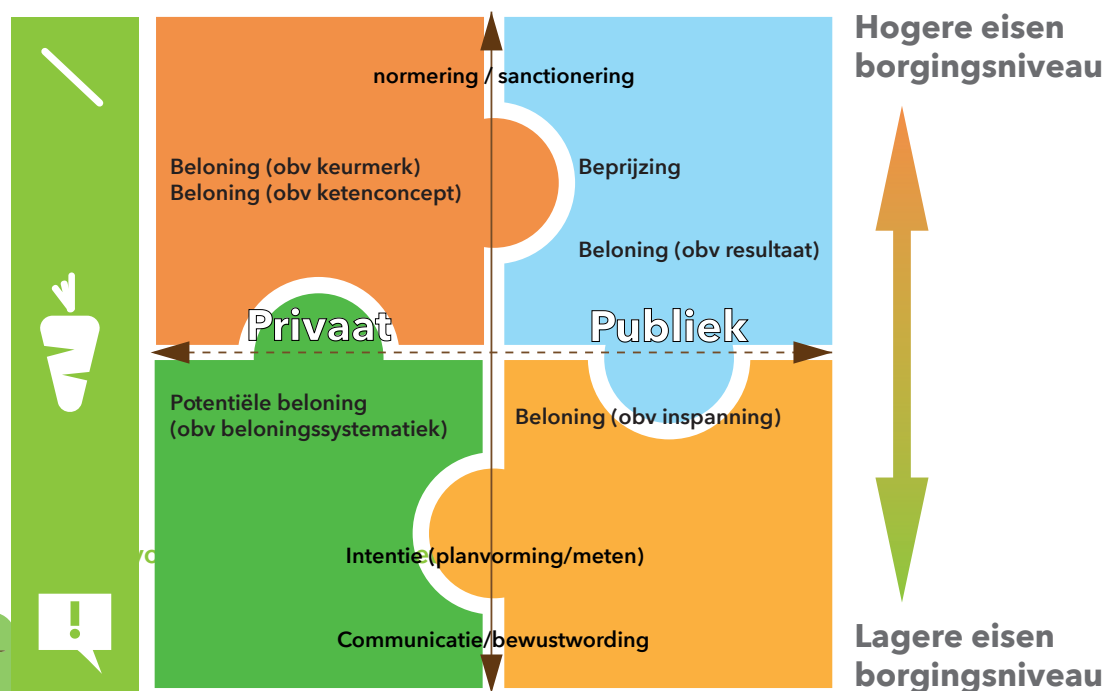 Hogere eisen
borgingsniveau
normering / sanctionering
Beloning (obv keurmerk)
Beloning (obv ketenconcept)
Beprijzing
Beloning (obv resultaat)
Privaat
Publiek
Potentiële beloning
(obv beloningssystematiek)
Beloning (obv inspanning)
Intentie (planvorming/meten)
Communicatie/bewustwording
Lagere eisen
borgingsniveau